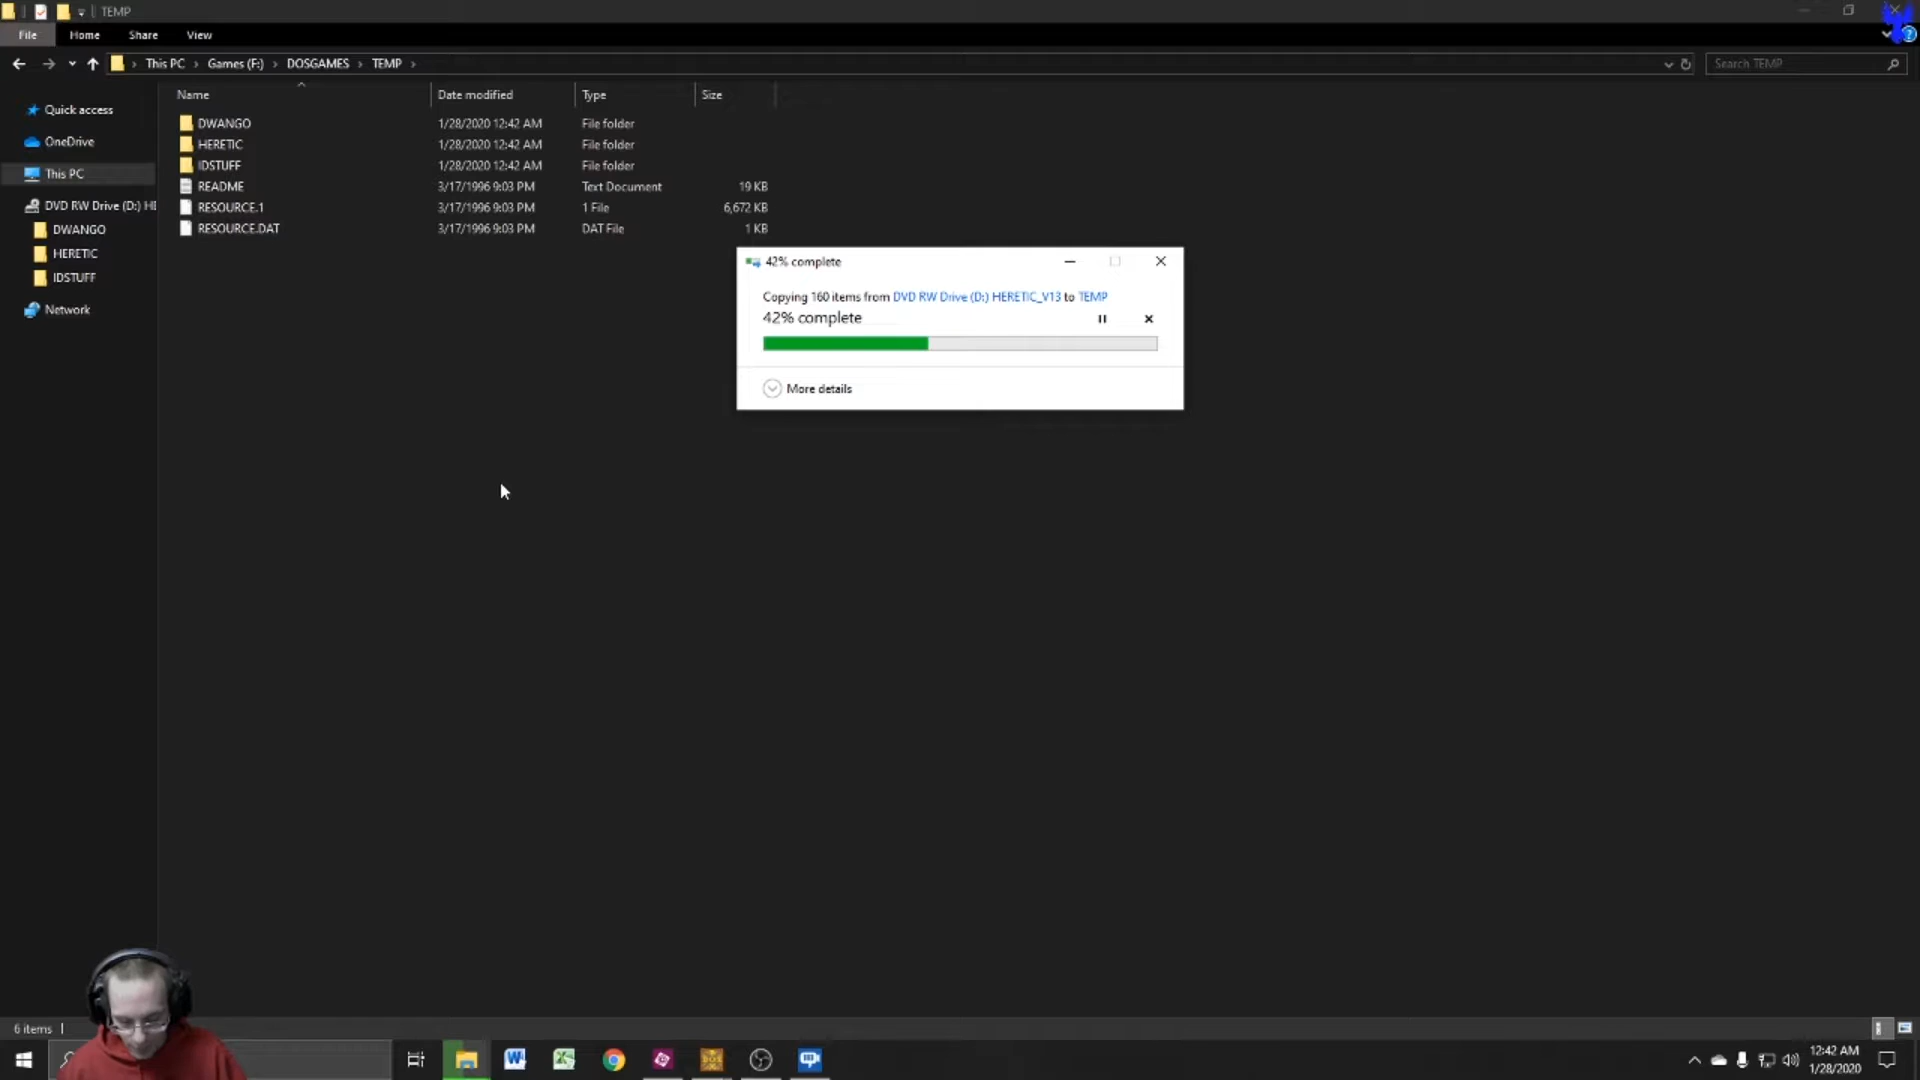 TEMP
File Home Share View
This PC Games (F:) DOSGAMES TEMP
Search TEMP
Name Date modified Type Size
Quick access
OneDrive
This PC
DVD RW Drive (D:) HE
DWANGO
HERETIC
IDSTUFF
Network
DWANGO 1/28/2020 12:42 AM File folder
HERETIC 1/28/2020 12:42 AM File folder
IDSTUFF 1/28/2020 12:42 AM File folder
README 3/17/1996 9:03 PM Text Document 19 KB
RESOURCE.1 3/17/1996 9:03 PM 1 File 6,672 KB
RESOURCE.DAT 3/17/1996 9:03 PM DAT File 1 KB
42% complete
Copying 160 items from DVD RW Drive (D:) HERETIC_V13 to TEMP
42% complete
More details
6 items
12:42 AM
1/28/2020